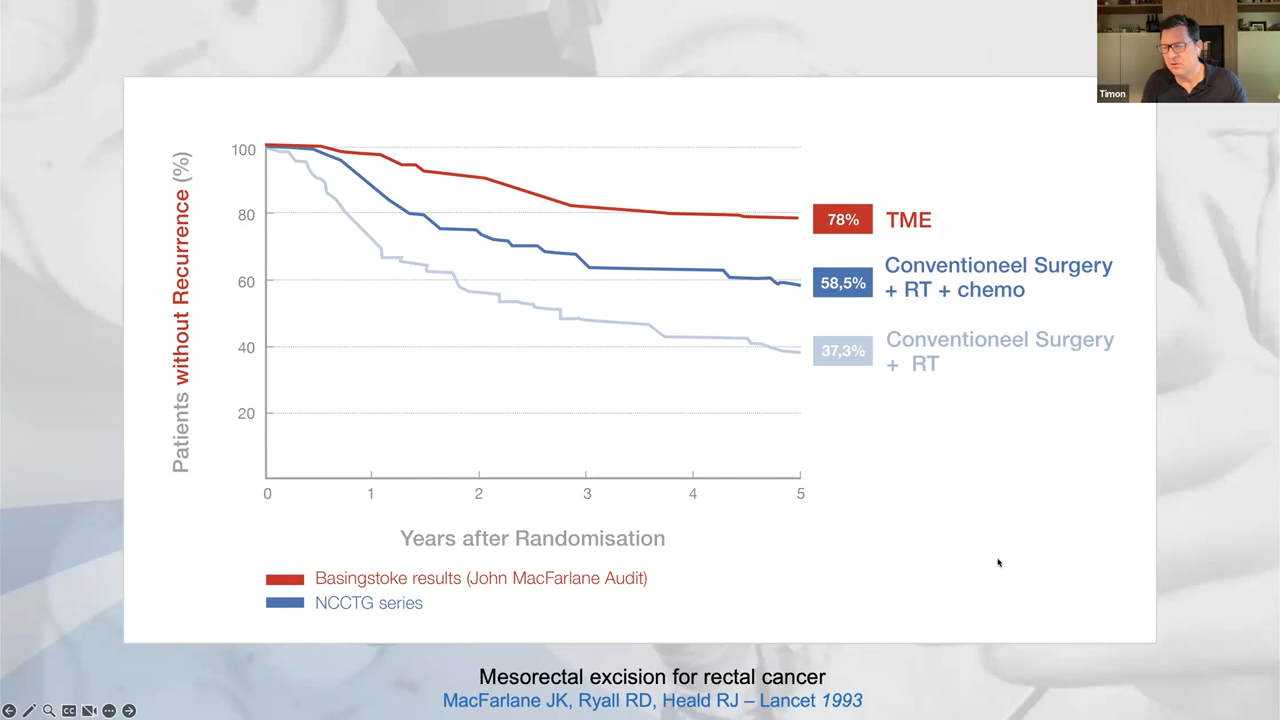 Timon
Patients without Recurrence (%)
100
80
60
40
20
0 1 2 3 4 5
Years after Randomisation
78% TME
58,5% Conventioneel Surgery
+ RT + chemo
37,3% Conventioneel Surgery
+ RT
Basingstoke results (John MacFarlane Audit)
NCCTG series
Mesorectal excision for rectal cancer
MacFarlane JK, Ryall RD, Heald RJ – Lancet 1993
CC